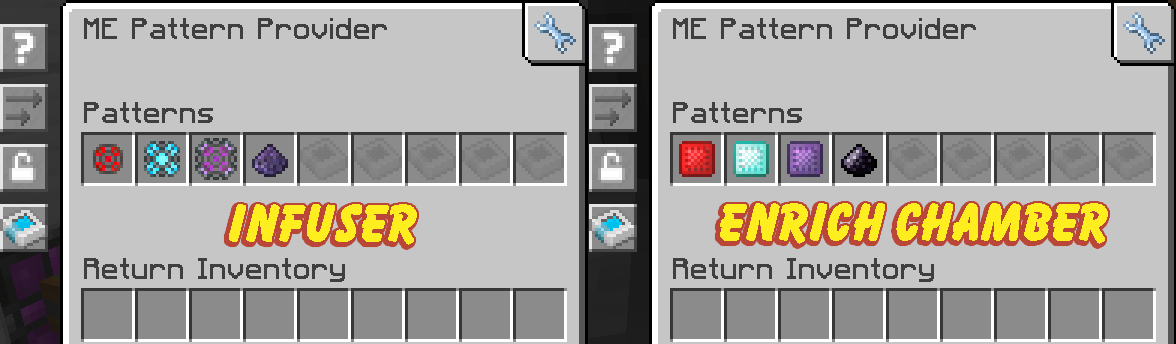 ME Pattern Provider
?
Patterns
INFUSER
Return Inventory
ME Pattern Provider
?
Patterns
ENRICH CHAMBER
Return Inventory